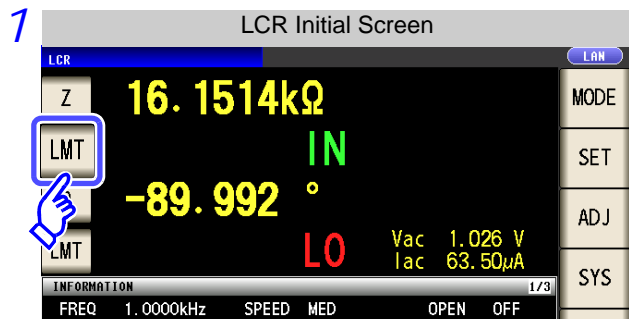 1
LCR Initial Screen
LCR
LAN
Z
16.1514kΩ
MODE
LMT
IN
SET
-89.992 °
ADJ
LMT
LO
Vac 1.026 V
Iac 63.50µA
SYS
INFORMATION
1/3
FREQ 1.0000kHz SPEED MED OPEN OFF